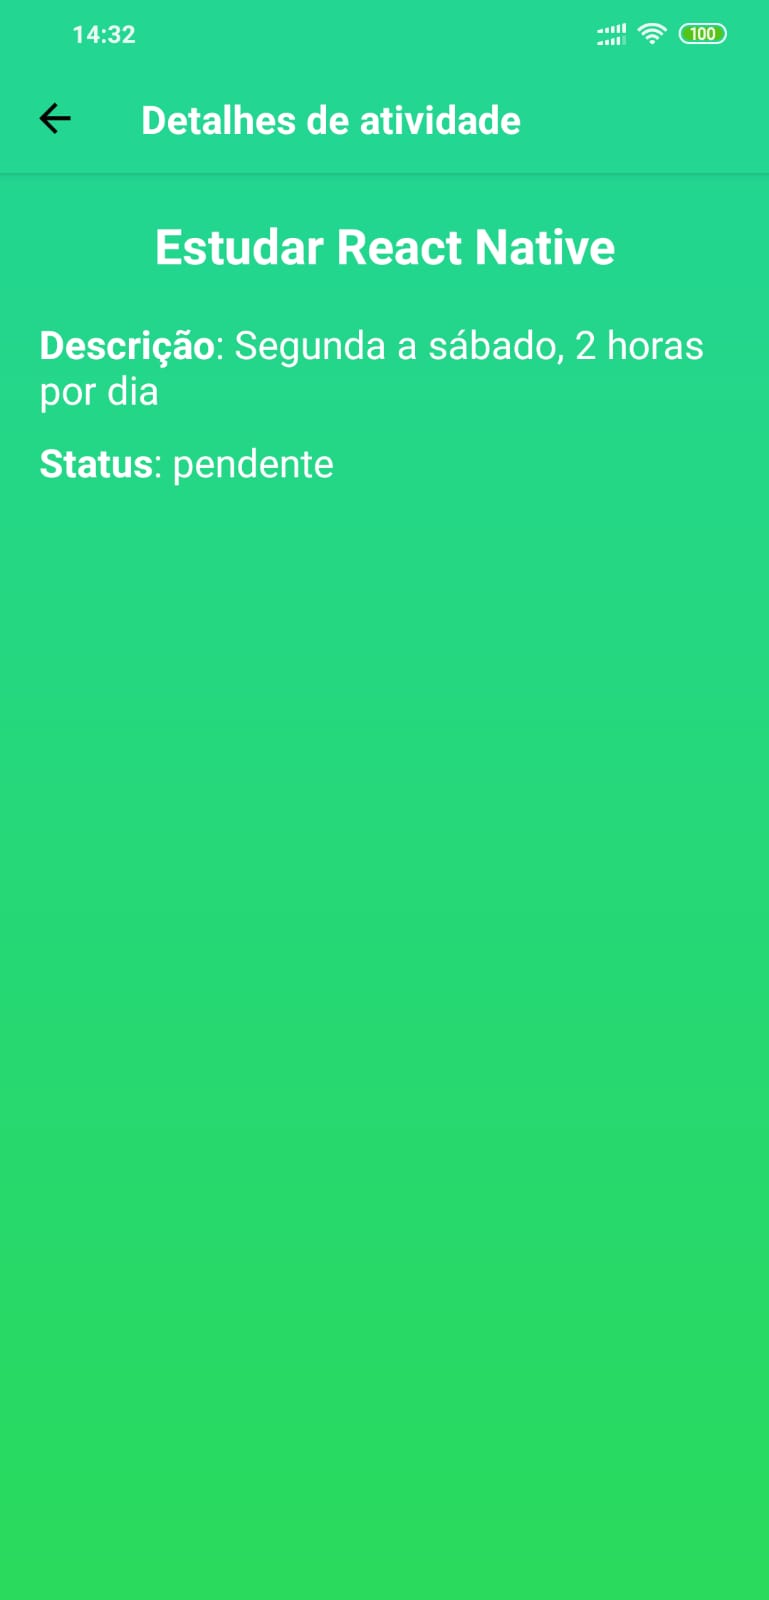 14:32
100
Detalhes de atividade
Estudar React Native
Descrição: Segunda a sábado, 2 horas
por dia
Status: pendente